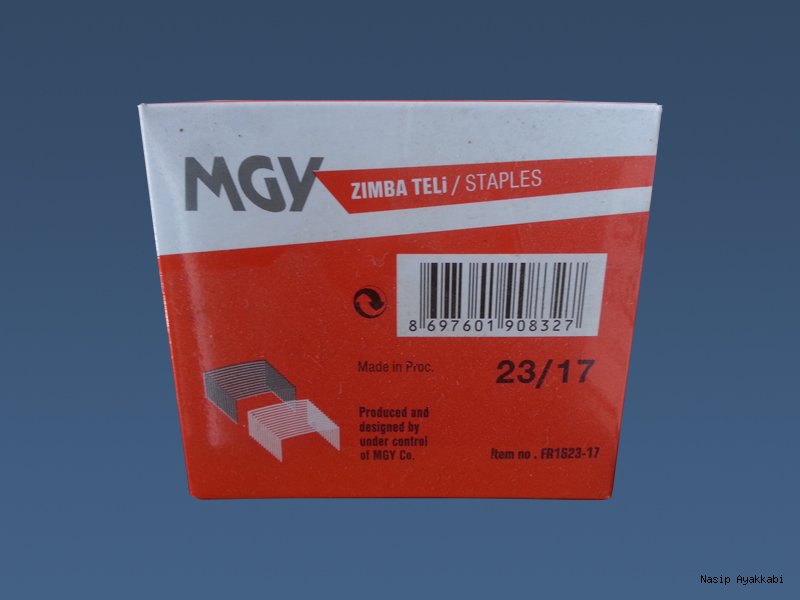 MGY
ZIMBA TELİ / STAPLES
8 697601 908327
Made in Proc.
23/17
Produced and
designed by
under control
of MGY Co.
Item no . FR1S23-17
Nasip Ayakkabi